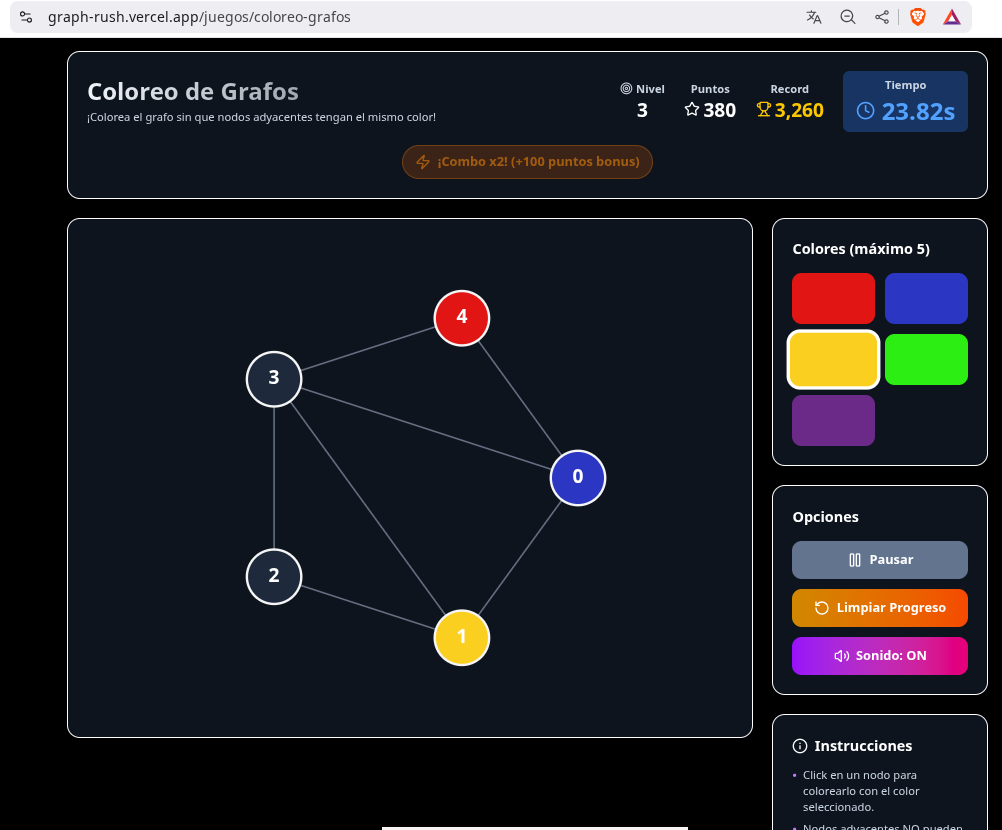 graph-rush.vercel.app/juegos/coloreo-grafos
Coloreo de Grafos
¡Colorea el grafo sin que nodos adyacentes tengan el mismo color!
Nivel
3
Puntos
380
Record
3,260
Tiempo
23.82s
¡Combo x2! (+100 puntos bonus)
4
3
0
2
1
Colores (máximo 5)
Opciones
Pausar
Limpiar Progreso
Sonido: ON
Instrucciones
• Click en un nodo para
colorearlo con el color
seleccionado.
• Nodos adyacentes NO pueden